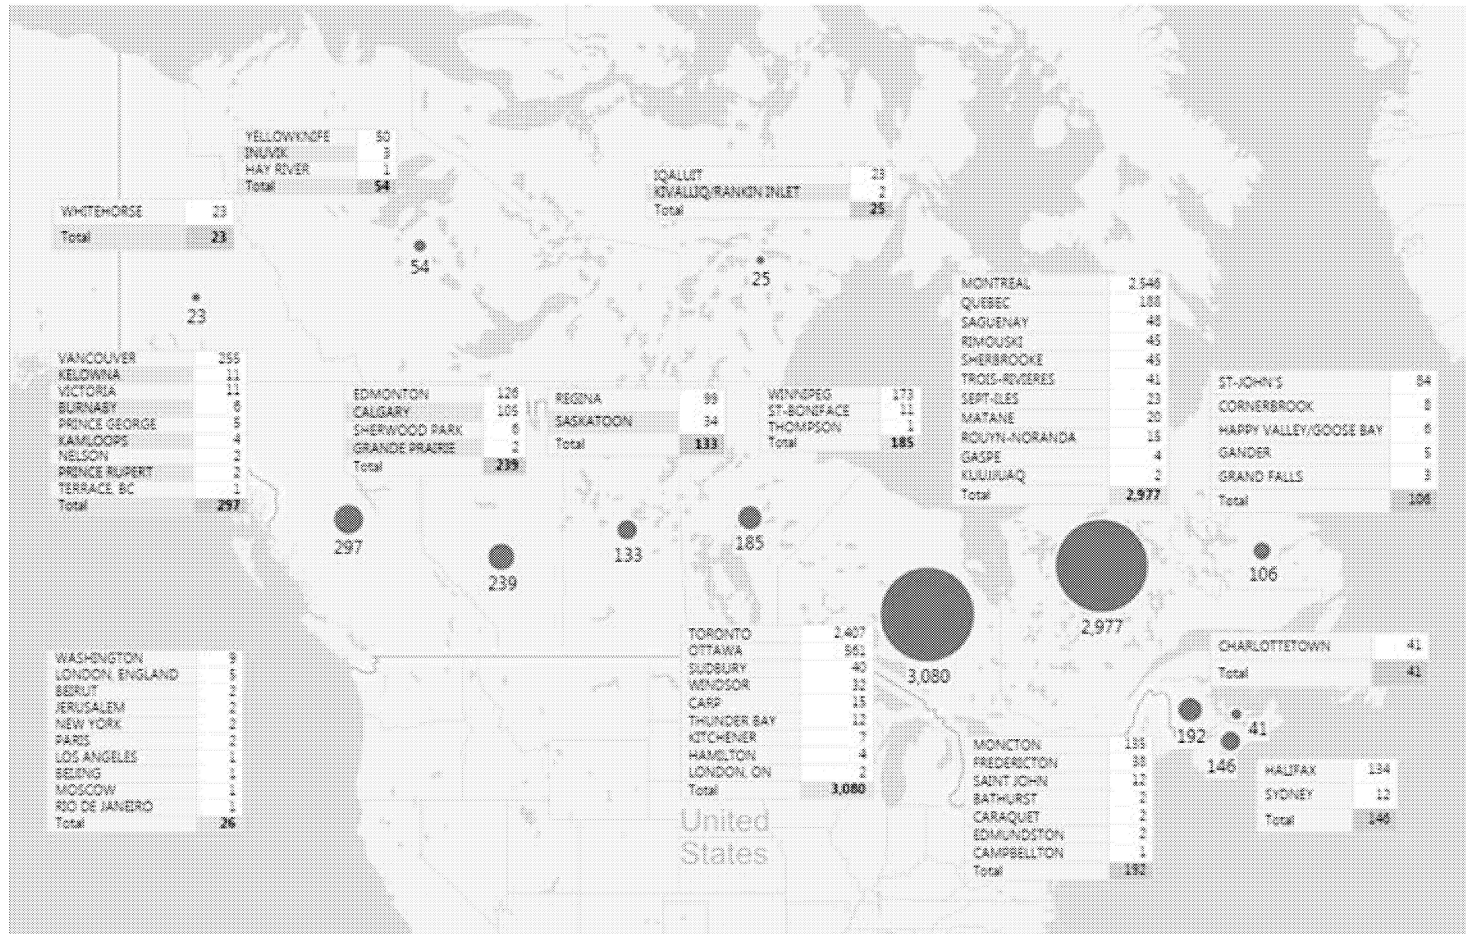 YELLOWKNIFE 50
INUVIK 3
HAY RIVER 1
Total 54
IQALUIT 23
KIVALLIQ/RANKIN INLET 2
Total 25
WHITEHORSE 23
Total 23
54
25
23
MONTREAL 2,546
QUEBEC 188
SAGUENAY 48
RIMOUSKI 45
SHERBROOKE 45
TROIS-RIVIERES 41
SEPT-ILES 23
MATANE 20
ROUYN-NORANDA 15
GASPE 4
KUUJJUAQ 2
Total 2,977
VANCOUVER 255
KELOWNA 11
VICTORIA 11
BURNABY 6
PRINCE GEORGE 5
KAMLOOPS 4
NELSON 2
PRINCE RUPERT 2
TERRACE, BC 1
Total 297
EDMONTON 126
CALGARY 105
SHERWOOD PARK 6
GRANDE PRAIRIE 2
Total 239
REGINA 99
SASKATOON 34
Total 133
WINNIPEG 173
ST-BONIFACE 11
THOMPSON 1
Total 185
ST-JOHN'S 84
CORNERBROOK 8
HAPPY VALLEY/GOOSE BAY 6
GANDER 5
GRAND FALLS 3
Total 106
297
239
133
185
3,080
2,977
106
WASHINGTON 9
LONDON, ENGLAND 5
BEIRUT 2
JERUSALEM 2
NEW YORK 2
PARIS 2
LOS ANGELES 1
BEIJING 1
MOSCOW 1
RIO DE JANEIRO 1
Total 26
TORONTO 2,407
OTTAWA 561
SUDBURY 40
WINDSOR 32
CARP 15
THUNDER BAY 12
KITCHENER 7
HAMILTON 4
LONDON, ON 2
Total 3,080
CHARLOTTETOWN 41
Total 41
192
41
146
MONCTON 135
FREDERICTON 38
SAINT JOHN 12
BATHURST 2
CARAQUET 2
EDMUNDSTON 2
CAMPBELLTON 1
Total 192
HALIFAX 134
SYDNEY 12
Total 146
United
States